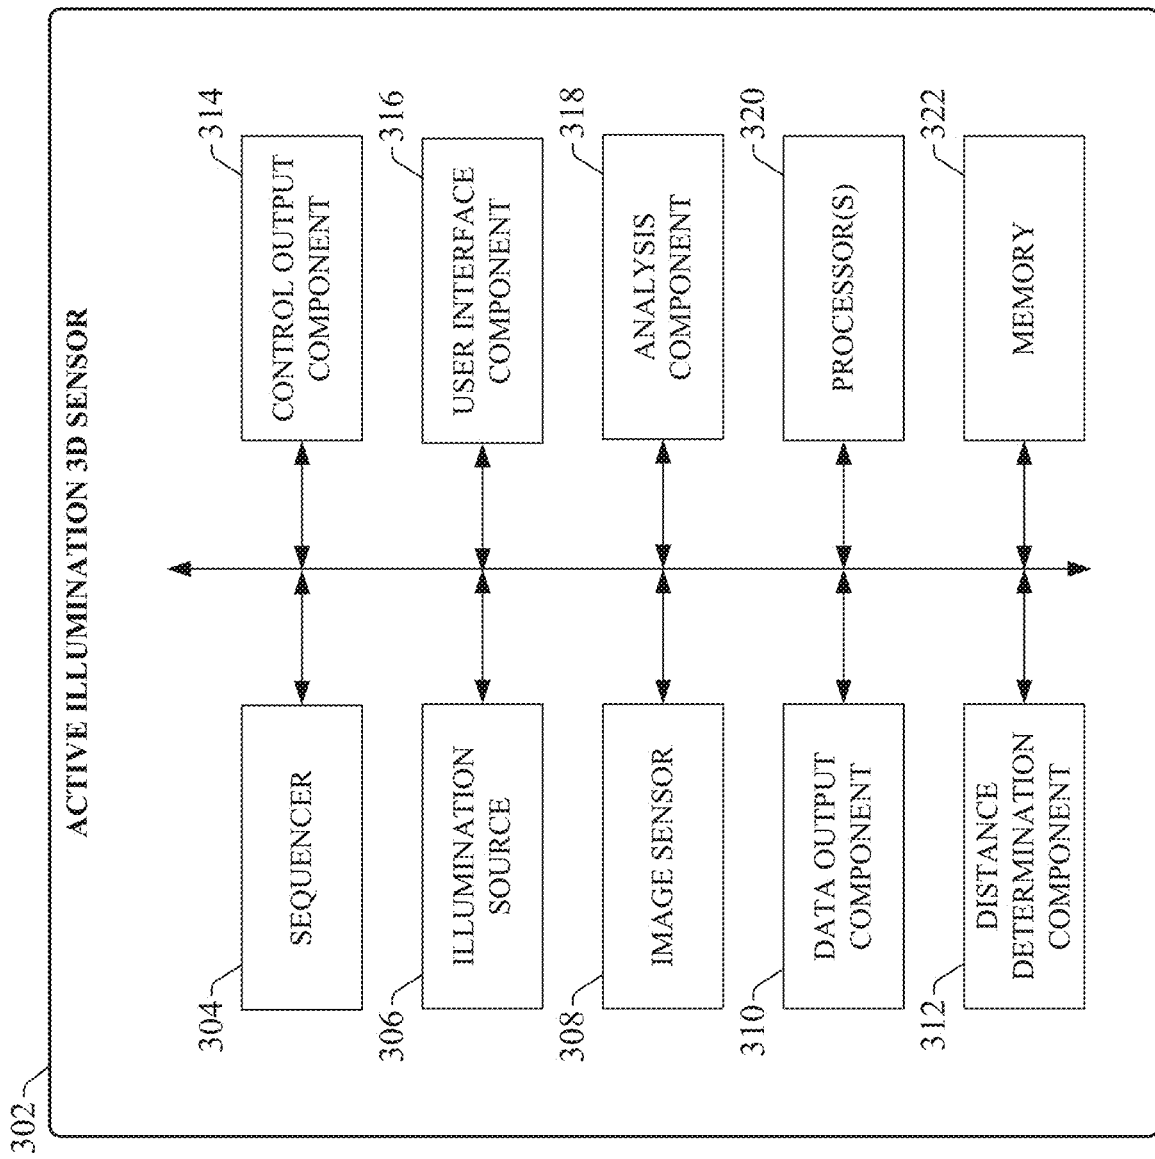 302
ACTIVE ILLUMINATION 3D SENSOR
304
SEQUENCER
306
ILLUMINATION
SOURCE
308
IMAGE SENSOR
310
DATA OUTPUT
COMPONENT
312
DISTANCE
DETERMINATION
COMPONENT
314
CONTROL OUTPUT
COMPONENT
316
USER INTERFACE
COMPONENT
318
ANALYSIS
COMPONENT
320
PROCESSOR(S)
322
MEMORY